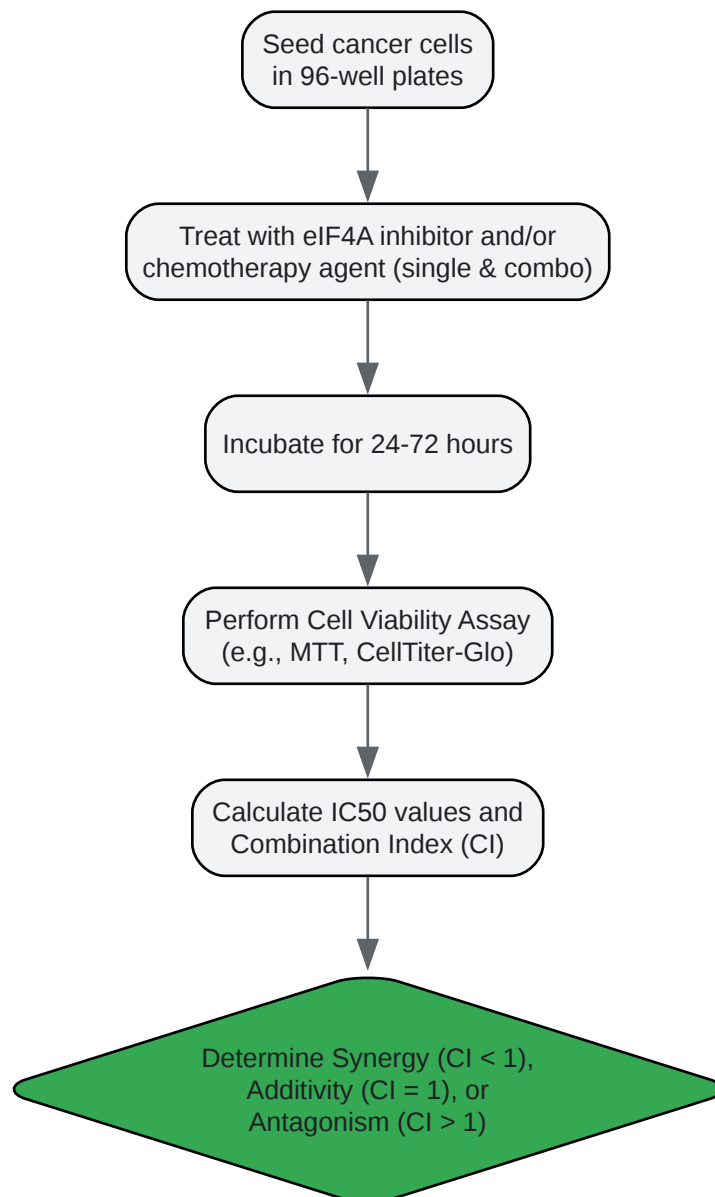 Seed cancer cells
in 96-well plates
Treat with eIF4A inhibitor and/or
chemotherapy agent (single & combo)
Incubate for 24-72 hours
Perform Cell Viability Assay
(e.g., MTT, CellTiter-Glo)
Calculate IC50 values and
Combination Index (CI)
Determine Synergy (CI < 1),
Additivity (CI = 1), or
Antagonism (CI > 1)